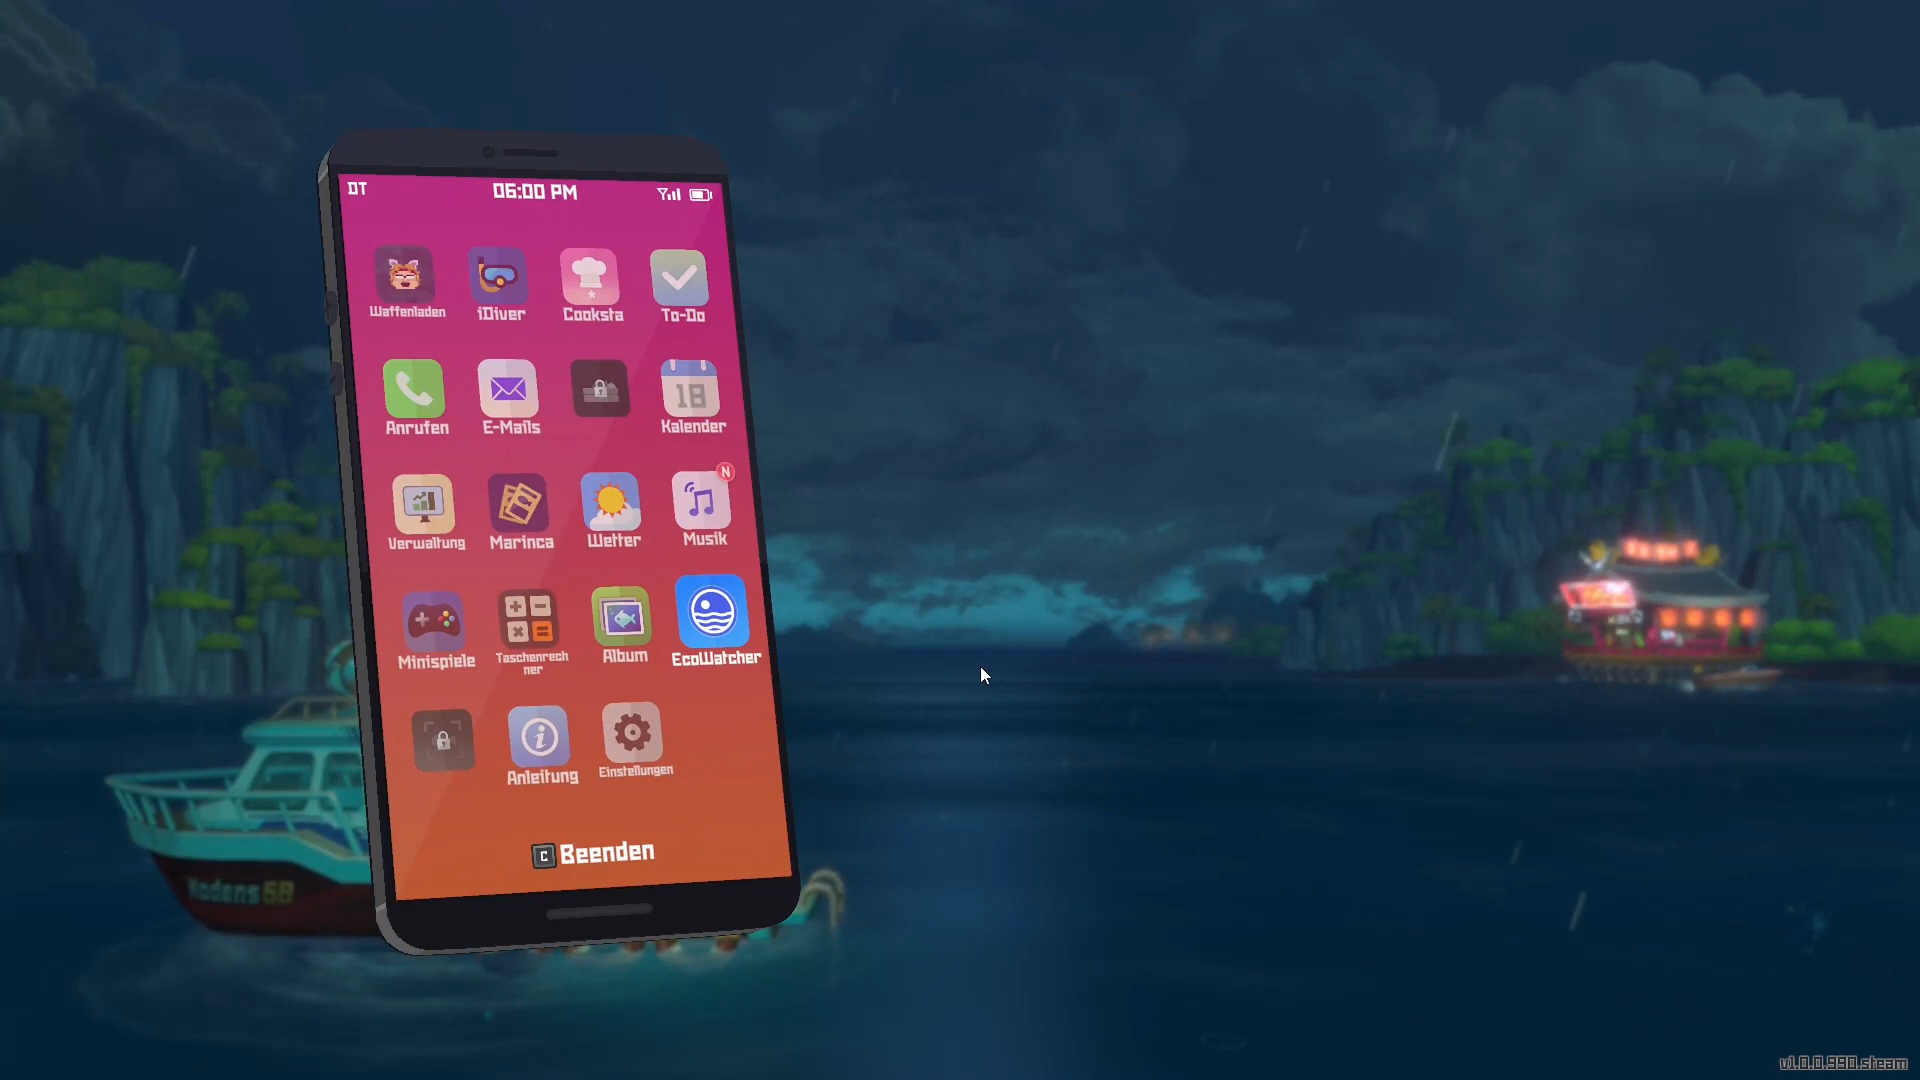 DT
06:00 PM
Waffenladen
iDiver
Cooksta
To-Do
Anrufen
E-Mails
18
Kalender
Verwaltung
Marinca
Wetter
N
Musik
Minispiele
Taschenrech
ner
Album
EcoWatcher
Anleitung
Einstellungen
C Beenden
v1.0.0.990.steam